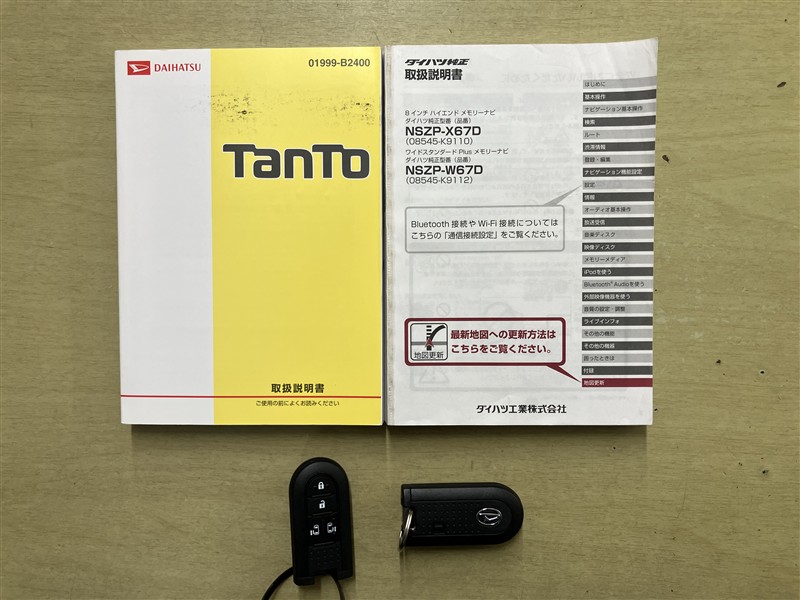 DAIHATSU
01999-B2400
TanTo
取扱説明書
ご使用の前によくお読みください
ダイハツ純正
取扱説明書
8インチ ハイエンド メモリーナビ
ダイハツ純正型番（品番）
NSZP-X67D
(08545-K9110)
ワイドスタンダード Plus メモリーナビ
ダイハツ純正型番（品番）
NSZP-W67D
(08545-K9112)
Bluetooth 接続や Wi-Fi 接続については
こちらの「通信接続設定」をご覧ください。
地図更新
最新地図への更新方法は
こちらをご覧ください。
ダイハツ工業株式会社
はじめに
基本操作
ナビゲーション基本操作
検索
ルート
渋滞情報
登録・編集
ナビゲーション機能設定
設定
情報
オーディオ基本操作
放送受信
音楽ディスク
映像ディスク
メモリーメディア
iPodを使う
Bluetooth® Audioを使う
外部映像機器を使う
音質の設定・調整
ライブインフォ
その他の機能
その他の機器
困ったときは
付録
地図更新